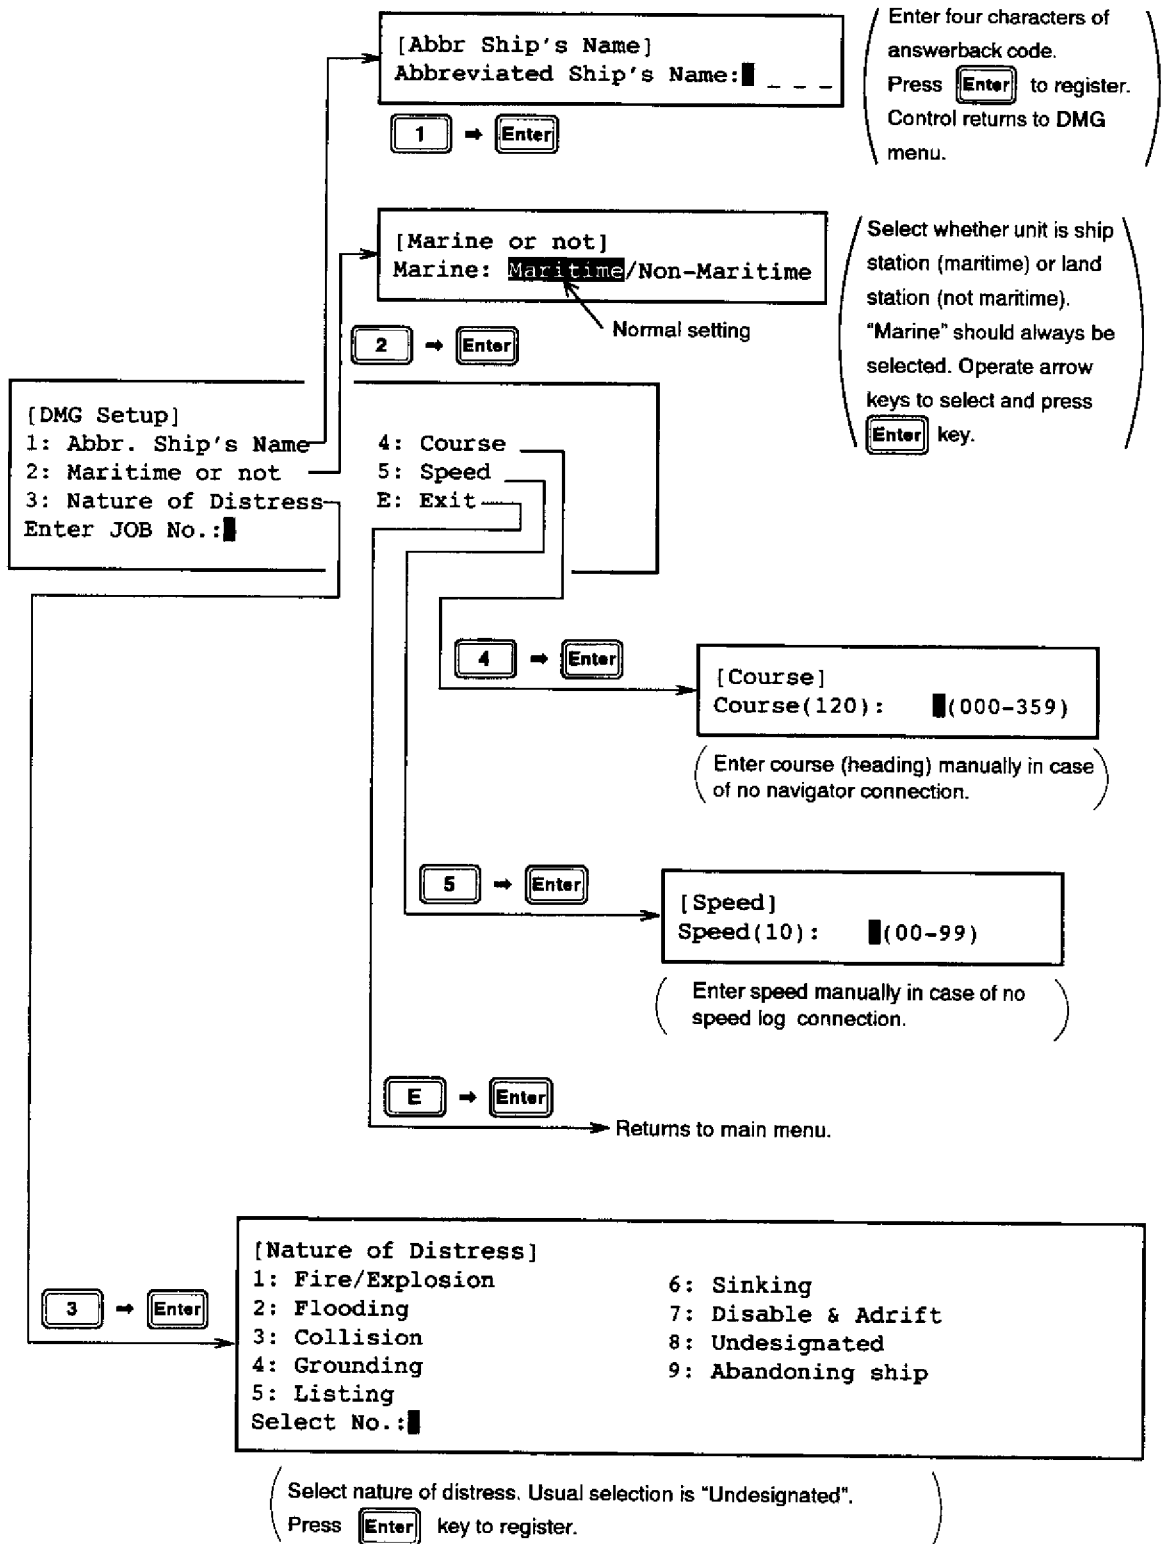 [Abbr Ship's Name]
Abbreviated Ship's Name: _ _ _
1 ➡ Enter
Enter four characters of
answerback code.
Press Enter to register.
Control returns to DMG
menu.
[Marine or not]
Marine: Maritime/Non-Maritime
Normal setting
2 ➡ Enter
Select whether unit is ship
station (maritime) or land
station (not maritime).
"Marine" should always be
selected. Operate arrow
keys to select and press
Enter key.
[DMG Setup]
1: Abbr. Ship's Name
2: Maritime or not
3: Nature of Distress
Enter JOB No.:
4: Course
5: Speed
E: Exit
4 ➡ Enter
[Course]
Course(120): (000-359)
Enter course (heading) manually in case
of no navigator connection.
5 ➡ Enter
[Speed]
Speed(10): (00-99)
Enter speed manually in case of no
speed log connection.
E ➡ Enter
Returns to main menu.
3 ➡ Enter
[Nature of Distress]
1: Fire/Explosion
2: Flooding
3: Collision
4: Grounding
5: Listing
Select No.:
6: Sinking
7: Disable & Adrift
8: Undesignated
9: Abandoning ship
Select nature of distress. Usual selection is "Undesignated".
Press Enter key to register.